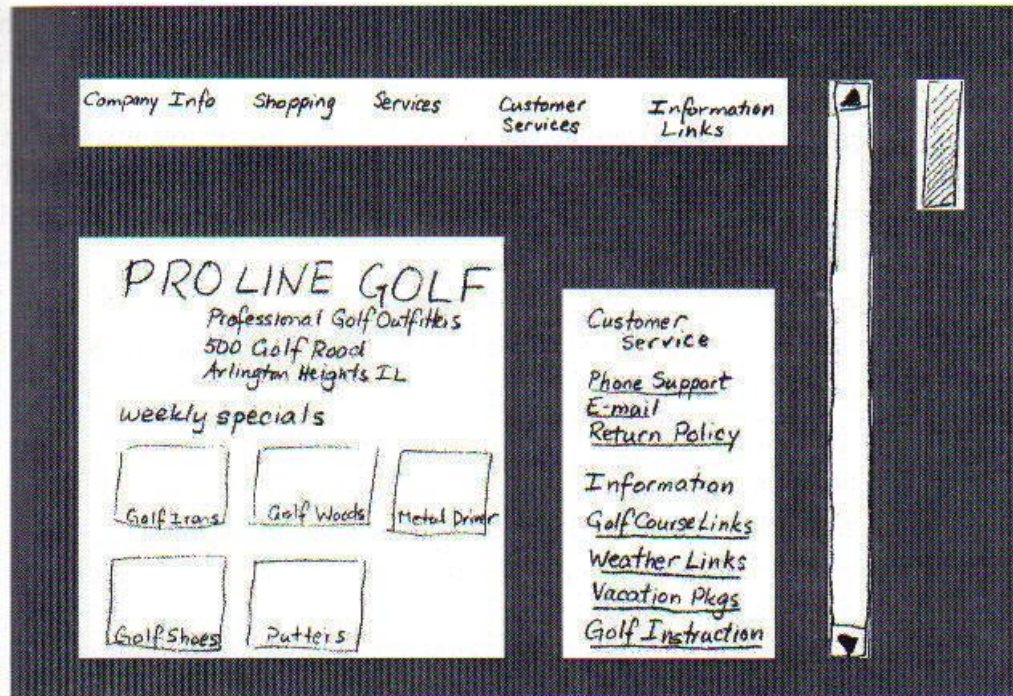 Company Info Shopping Services Customer Services Information Links
PRO LINE GOLF
Professional Golf Outfitters
500 Golf Road
Arlington Heights IL
weekly specials
Golf Irons Golf Woods Metal Driver
Golf Shoes Putters
Customer
Service
Phone Support
E-mail
Return Policy
Information
Golf Course Links
Weather Links
Vacation Pkgs
Golf Instruction